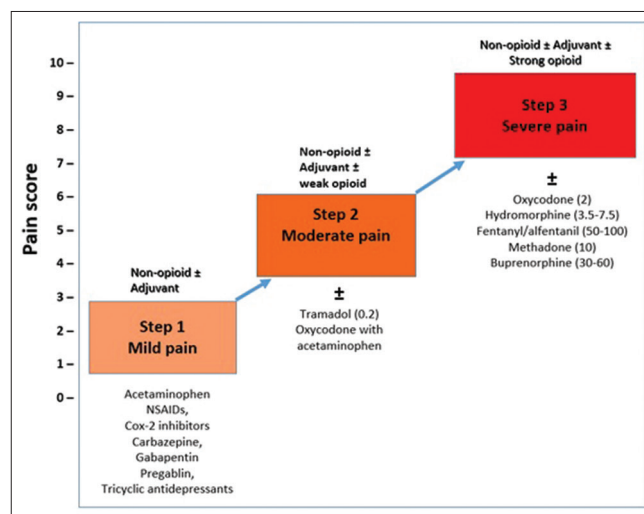 Pain score
10 –
9 –
8 –
7 –
6 –
5 –
4 –
3 –
2 –
1 –
0 –
Non-opioid ±
Adjuvant
Step 1
Mild pain
Acetaminophen
NSAIDs,
Cox-2 inhibitors
Carbazepine,
Gabapentin
Pregablin,
Tricyclic antidepressants
Non-opioid ±
Adjuvant ±
weak opioid
Step 2
Moderate pain
±
Tramadol (0.2)
Oxycodone with
acetaminophen
Non-opioid ± Adjuvant ±
Strong opioid
Step 3
Severe pain
±
Oxycodone (2)
Hydromorphine (3.5-7.5)
Fentanyl/alfentanil (50-100)
Methadone (10)
Buprenorphine (30-60)